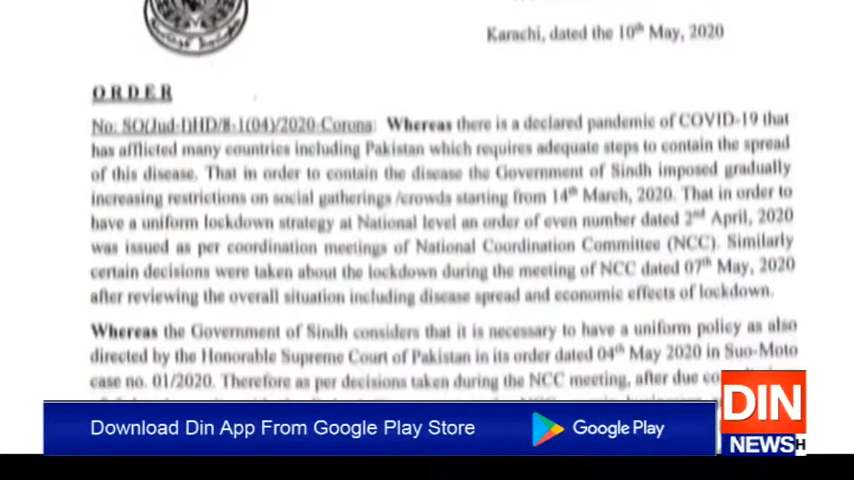 Karachi, dated the 10th May, 2020
ORDER
No: SO(Jud-I)HD/8-1(04)/2020-Corona: Whereas there is a declared pandemic of COVID-19 that
has afflicted many countries including Pakistan which requires adequate steps to contain the spread
of this disease. That in order to contain the disease the Government of Sindh imposed gradually
increasing restrictions on social gatherings /crowds starting from 14th March, 2020. That in order to
have a uniform lockdown strategy at National level an order of even number dated 2nd April, 2020
was issued as per coordination meetings of National Coordination Committee (NCC). Similarly
certain decisions were taken about the lockdown during the meeting of NCC dated 07th May, 2020
after reviewing the overall situation including disease spread and economic effects of lockdown.
Whereas the Government of Sindh considers that it is necessary to have a uniform policy as also
directed by the Honorable Supreme Court of Pakistan in its order dated 04th May 2020 in Suo-Moto
case no. 01/2020. Therefore as per decisions taken during the NCC meeting, after due
Download Din App From Google Play Store
Google Play
DIN
NEWS
H